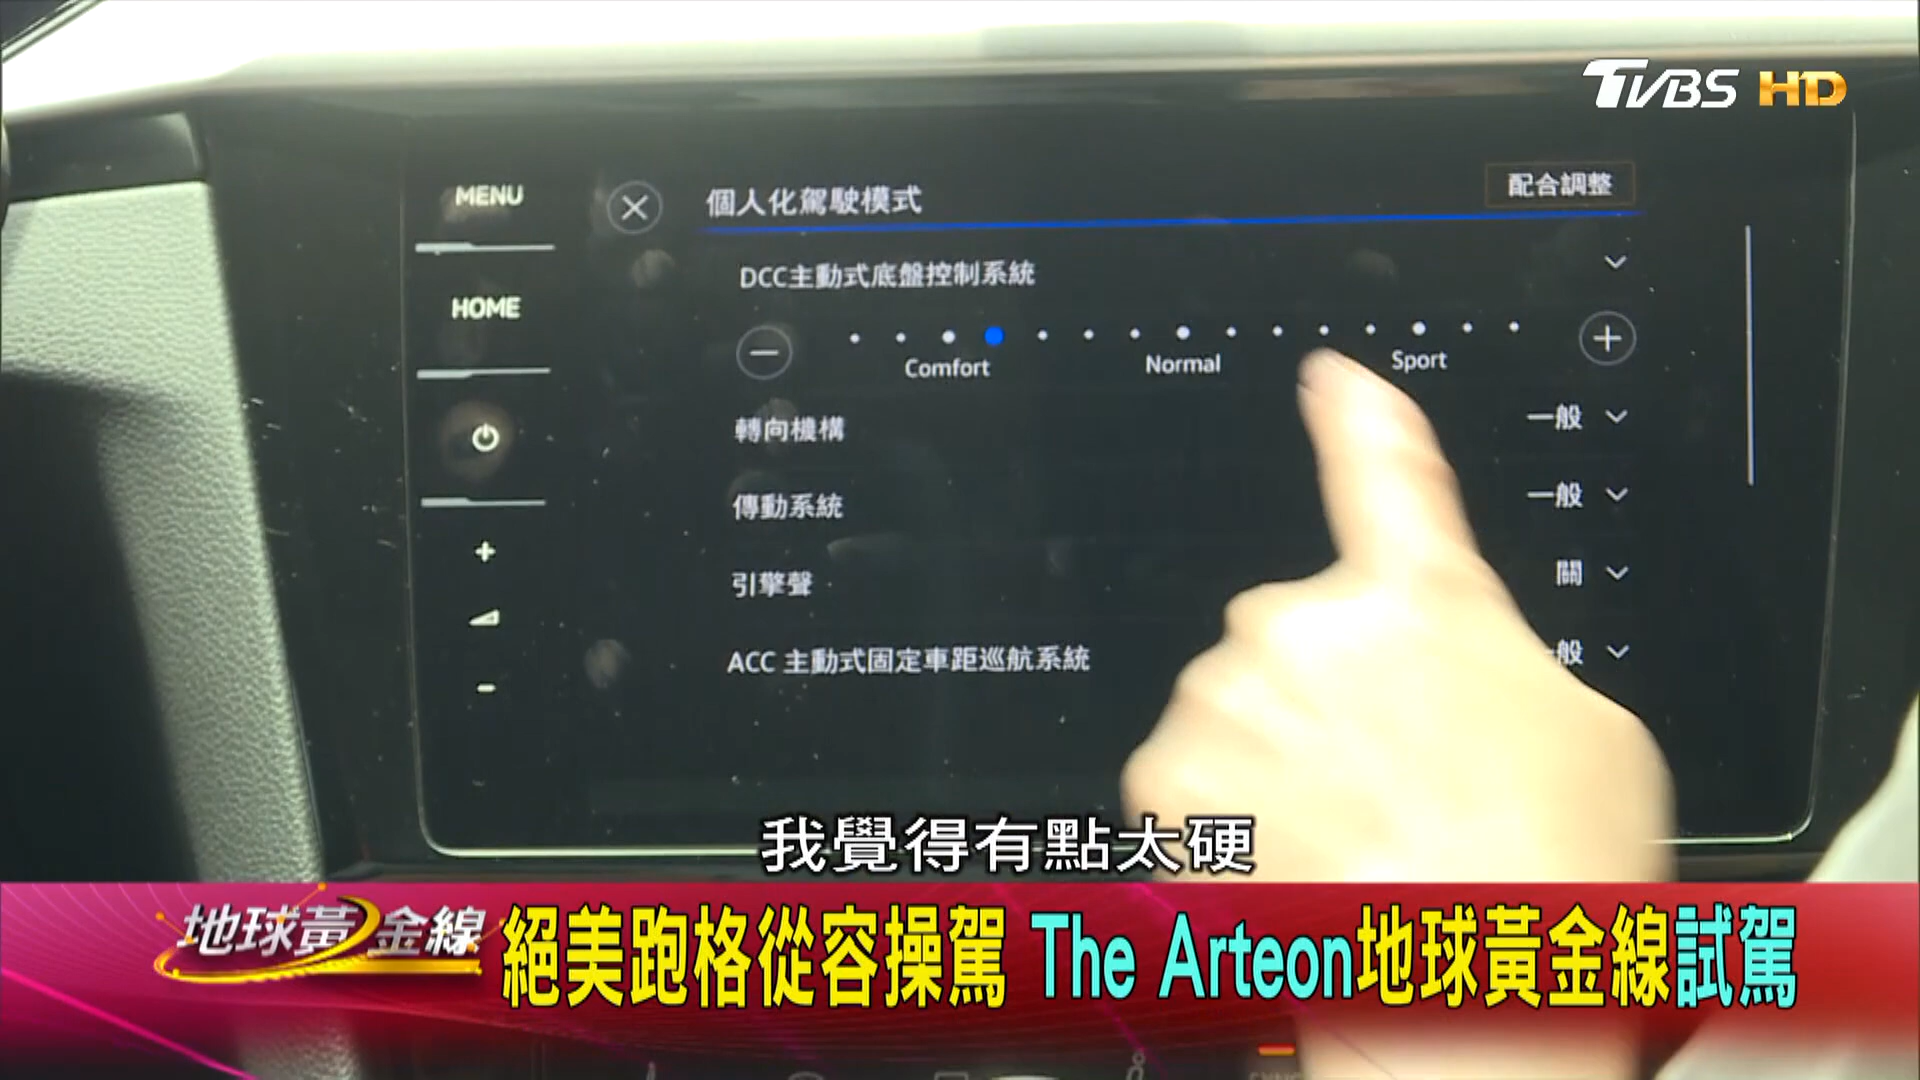 TVBS HD
MENU
個人化駕駛模式
配合調整
DCC主動式底盤控制系統
HOME
Comfort
Normal
Sport
轉向機構
一般
傳動系統
一般
引擎聲
關
ACC 主動式固定車距巡航系統
般
我覺得有點太硬
地球黃金線
絕美跑格從容操駕 The Arteon地球黃金線試駕